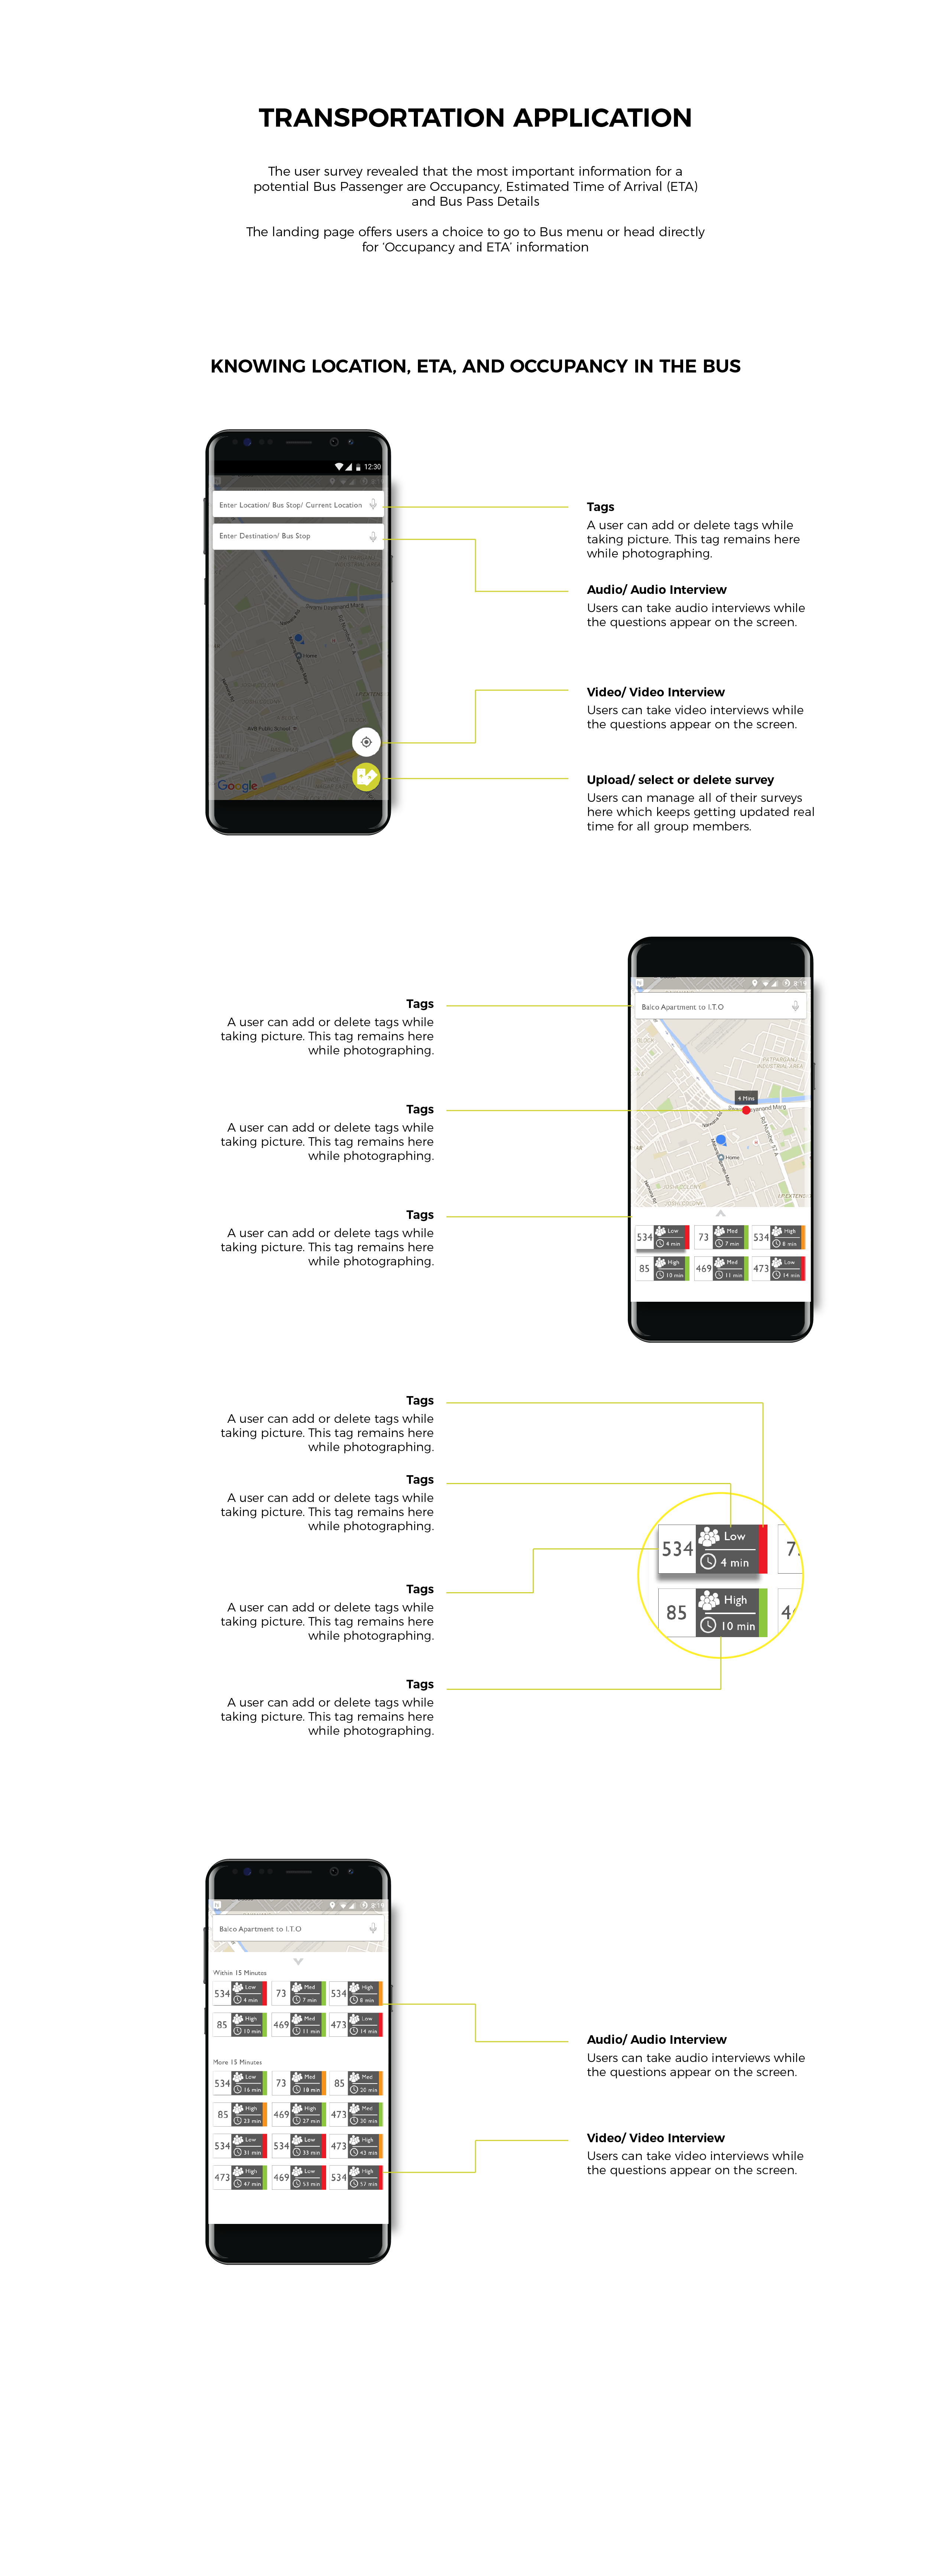 TRANSPORTATION APPLICATION
The user survey revealed that the most important information for a
potential Bus Passenger are Occupancy, Estimated Time of Arrival (ETA)
and Bus Pass Details
The landing page offers users a choice to go to Bus menu or head directly
for ‘Occupancy and ETA’ information
KNOWING LOCATION, ETA, AND OCCUPANCY IN THE BUS
12:30
Enter Location/ Bus Stop/ Current Location
Enter Destination/ Bus Stop
Home
Google
Tags
A user can add or delete tags while
taking picture. This tag remains here
while photographing.
Audio/ Audio Interview
Users can take audio interviews while
the questions appear on the screen.
Video/ Video Interview
Users can take video interviews while
the questions appear on the screen.
Upload/ select or delete survey
Users can manage all of their surveys
here which keeps getting updated real
time for all group members.
Tags
A user can add or delete tags while
taking picture. This tag remains here
while photographing.
Tags
A user can add or delete tags while
taking picture. This tag remains here
while photographing.
Tags
A user can add or delete tags while
taking picture. This tag remains here
while photographing.
8:19
Balco Apartment to I.T.O
PATPARGANJ
INDUSTRIAL AREA
4 Mins
Home
534 Low 4 min
73 Med 7 min
534 High 8 min
85 High 10 min
469 Med 11 min
473 Low 14 min
Tags
A user can add or delete tags while
taking picture. This tag remains here
while photographing.
Tags
A user can add or delete tags while
taking picture. This tag remains here
while photographing.
Tags
A user can add or delete tags while
taking picture. This tag remains here
while photographing.
Tags
A user can add or delete tags while
taking picture. This tag remains here
while photographing.
534 Low 4 min
85 High 10 min
8:19
Balco Apartment to I.T.O
Within 15 Minutes
534 Low 4 min
73 Med 7 min
534 High 8 min
85 High 10 min
469 Med 11 min
473 Low 14 min
More 15 Minutes
534 Low 16 min
73 Med 18 min
85 Med 20 min
85 High 23 min
469 High 27 min
473 Med 30 min
534 Low 31 min
534 Low 33 min
473 High 43 min
473 High 47 min
469 Low 53 min
534 High 57 min
Audio/ Audio Interview
Users can take audio interviews while
the questions appear on the screen.
Video/ Video Interview
Users can take video interviews while
the questions appear on the screen.